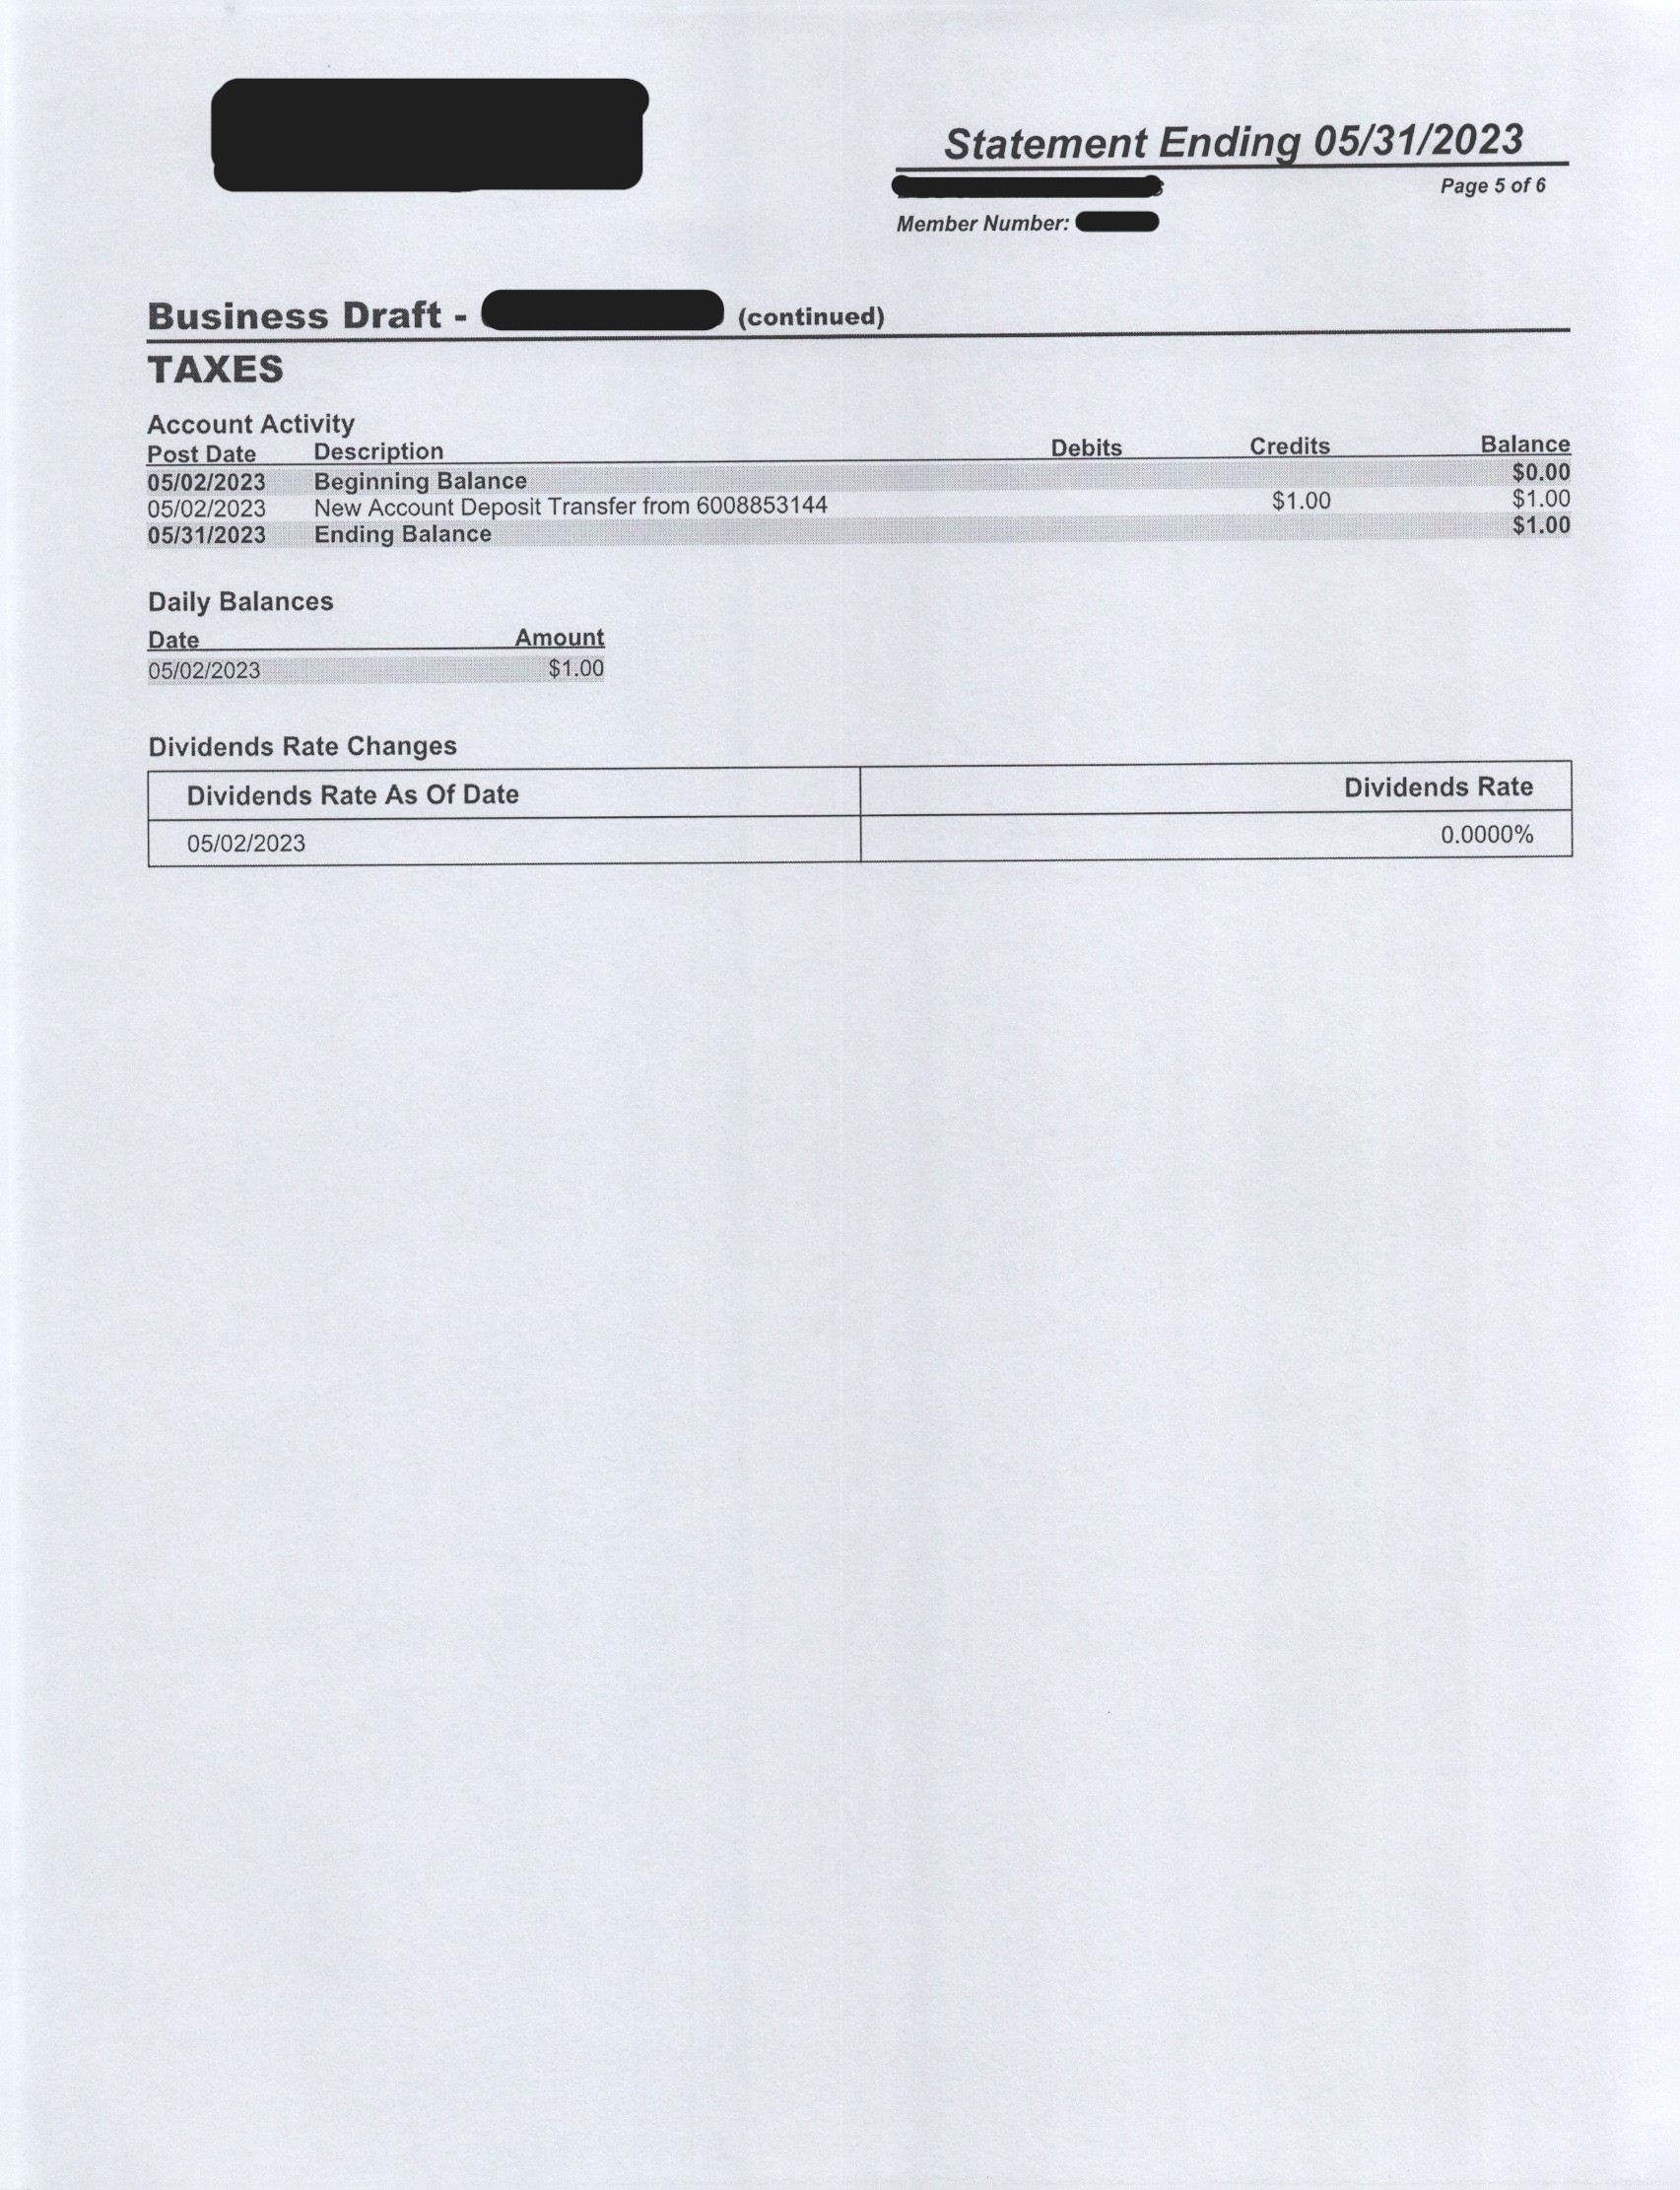 Statement Ending 05/31/2023
Page 5 of 6
Member Number:
Business Draft - (continued)
TAXES
Account Activity
Post Date Description Debits Credits Balance
05/02/2023 Beginning Balance $0.00
05/02/2023 New Account Deposit Transfer from 6008853144 $1.00 $1.00
05/31/2023 Ending Balance $1.00
Daily Balances
Date Amount
05/02/2023 $1.00
Dividends Rate Changes
Dividends Rate As Of Date Dividends Rate
05/02/2023 0.0000%